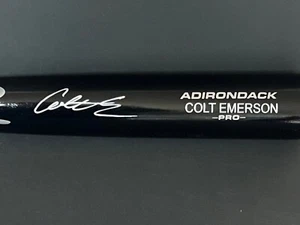 ADIRONDACK
COLT EMERSON
-PRO-